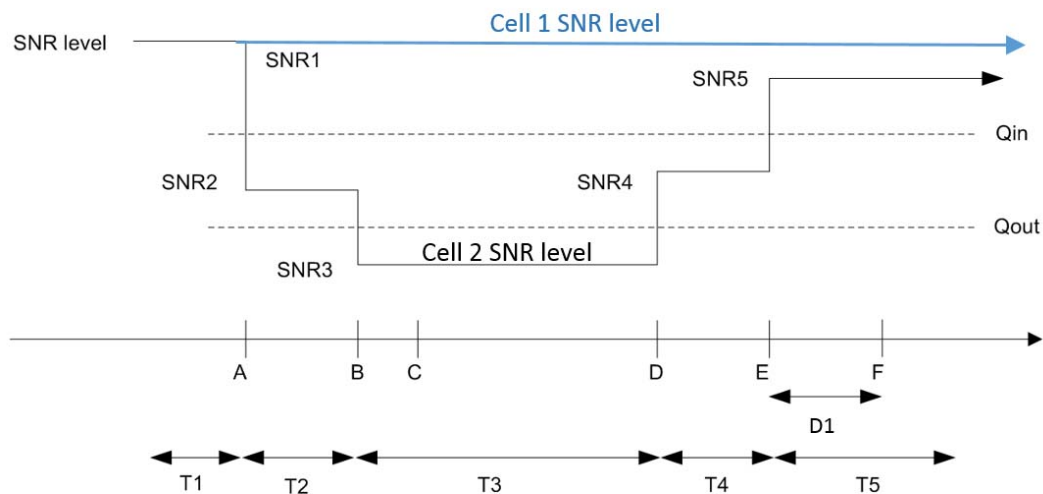 Cell 1 SNR level
SNR level
SNR1
SNR5
Qin
SNR2
SNR4
Qout
Cell 2 SNR level
SNR3
A B C D E F
D1
T1 T2 T3 T4 T5